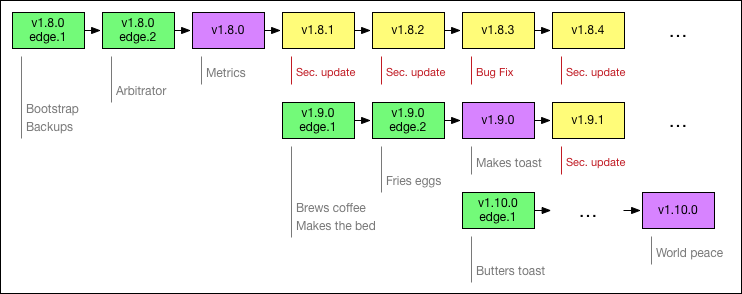 v1.8.0
edge.1
v1.8.0
edge.2
v1.8.0
v1.8.1
v1.8.2
v1.8.3
v1.8.4
...
Bootstrap
Backups
Arbitrator
Metrics
Sec. update
Sec. update
Bug Fix
Sec. update
v1.9.0
edge.1
v1.9.0
edge.2
v1.9.0
v1.9.1
...
Brews coffee
Makes the bed
Fries eggs
Makes toast
Sec. update
v1.10.0
edge.1
...
v1.10.0
Butters toast
World peace